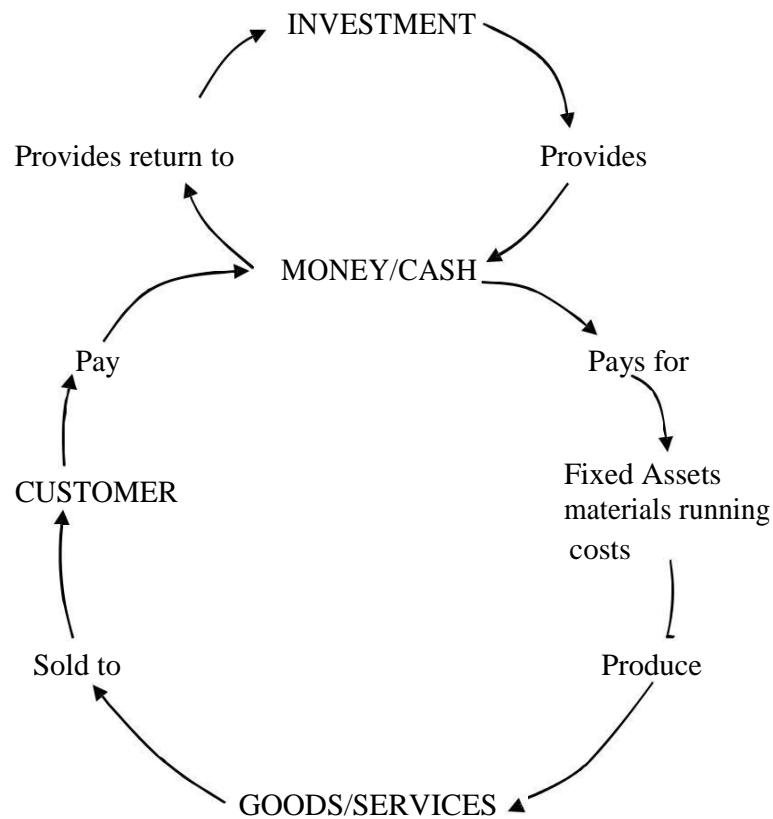 INVESTMENT
Provides return to
Provides
MONEY/CASH
Pay
Pays for
CUSTOMER
Fixed Assets
materials running
costs
Sold to
Produce
GOODS/SERVICES